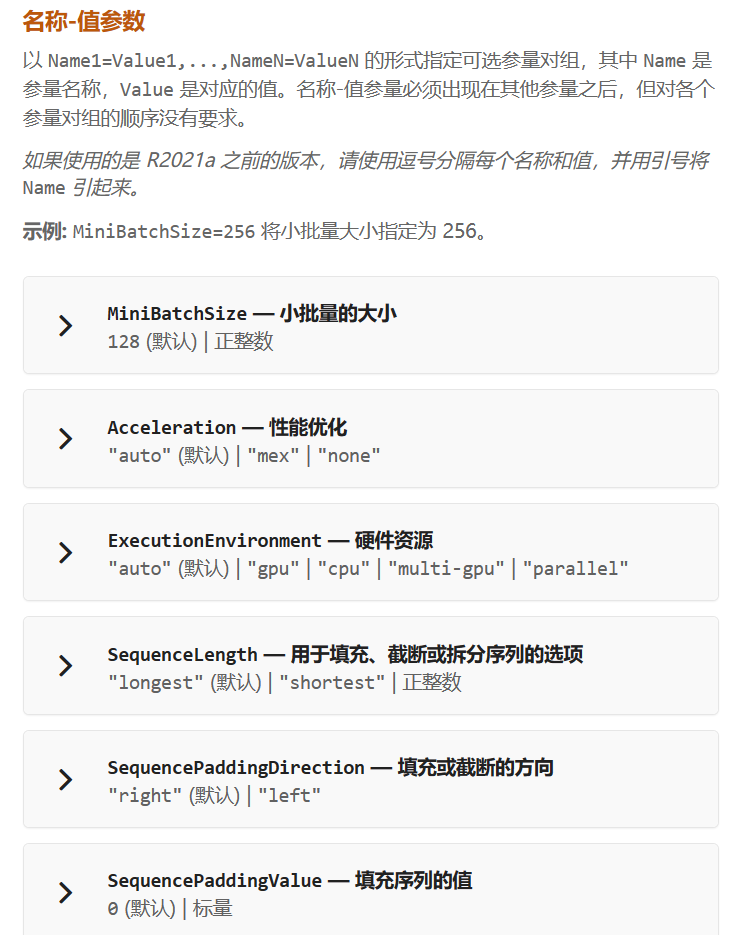 名称-值参数
以 Name1=Value1,...,NameN=ValueN 的形式指定可选参量对组，其中 Name 是
参量名称，Value 是对应的值。名称-值参量必须出现在其他参量之后，但对各个
参量对组的顺序没有要求。
如果使用的是 R2021a 之前的版本，请使用逗号分隔每个名称和值，并用引号将
Name 引起来。
示例: MiniBatchSize=256 将小批量大小指定为 256。
MiniBatchSize — 小批量的大小
128 (默认) | 正整数
Acceleration — 性能优化
"auto" (默认) | "mex" | "none"
ExecutionEnvironment — 硬件资源
"auto" (默认) | "gpu" | "cpu" | "multi-gpu" | "parallel"
SequenceLength — 用于填充、截断或拆分序列的选项
"longest" (默认) | "shortest" | 正整数
SequencePaddingDirection — 填充或截断的方向
"right" (默认) | "left"
SequencePaddingValue — 填充序列的值
0 (默认) | 标量